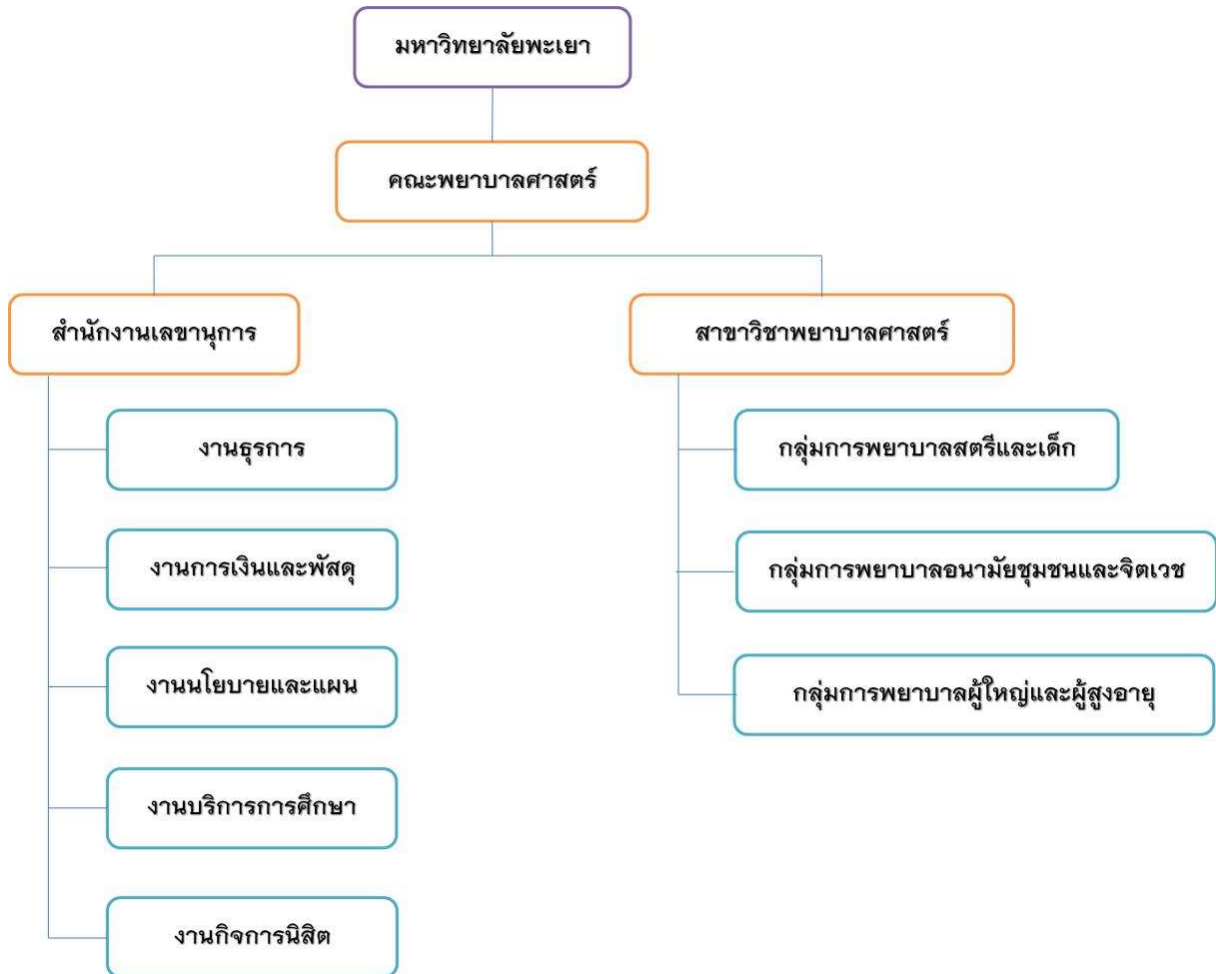 มหาวิทยาลัยพะเยา
คณะพยาบาลศาสตร์
สำนักงานเลขานุการ
งานธุรการ
งานการเงินและพัสดุ
งานนโยบายและแผน
งานบริการการศึกษา
งานกิจการนิสิต
สาขาวิชาพยาบาลศาสตร์
กลุ่มการพยาบาลสตรีและเด็ก
กลุ่มการพยาบาลอนามัยชุมชนและจิตเวช
กลุ่มการพยาบาลผู้ใหญ่และผู้สูงอายุ